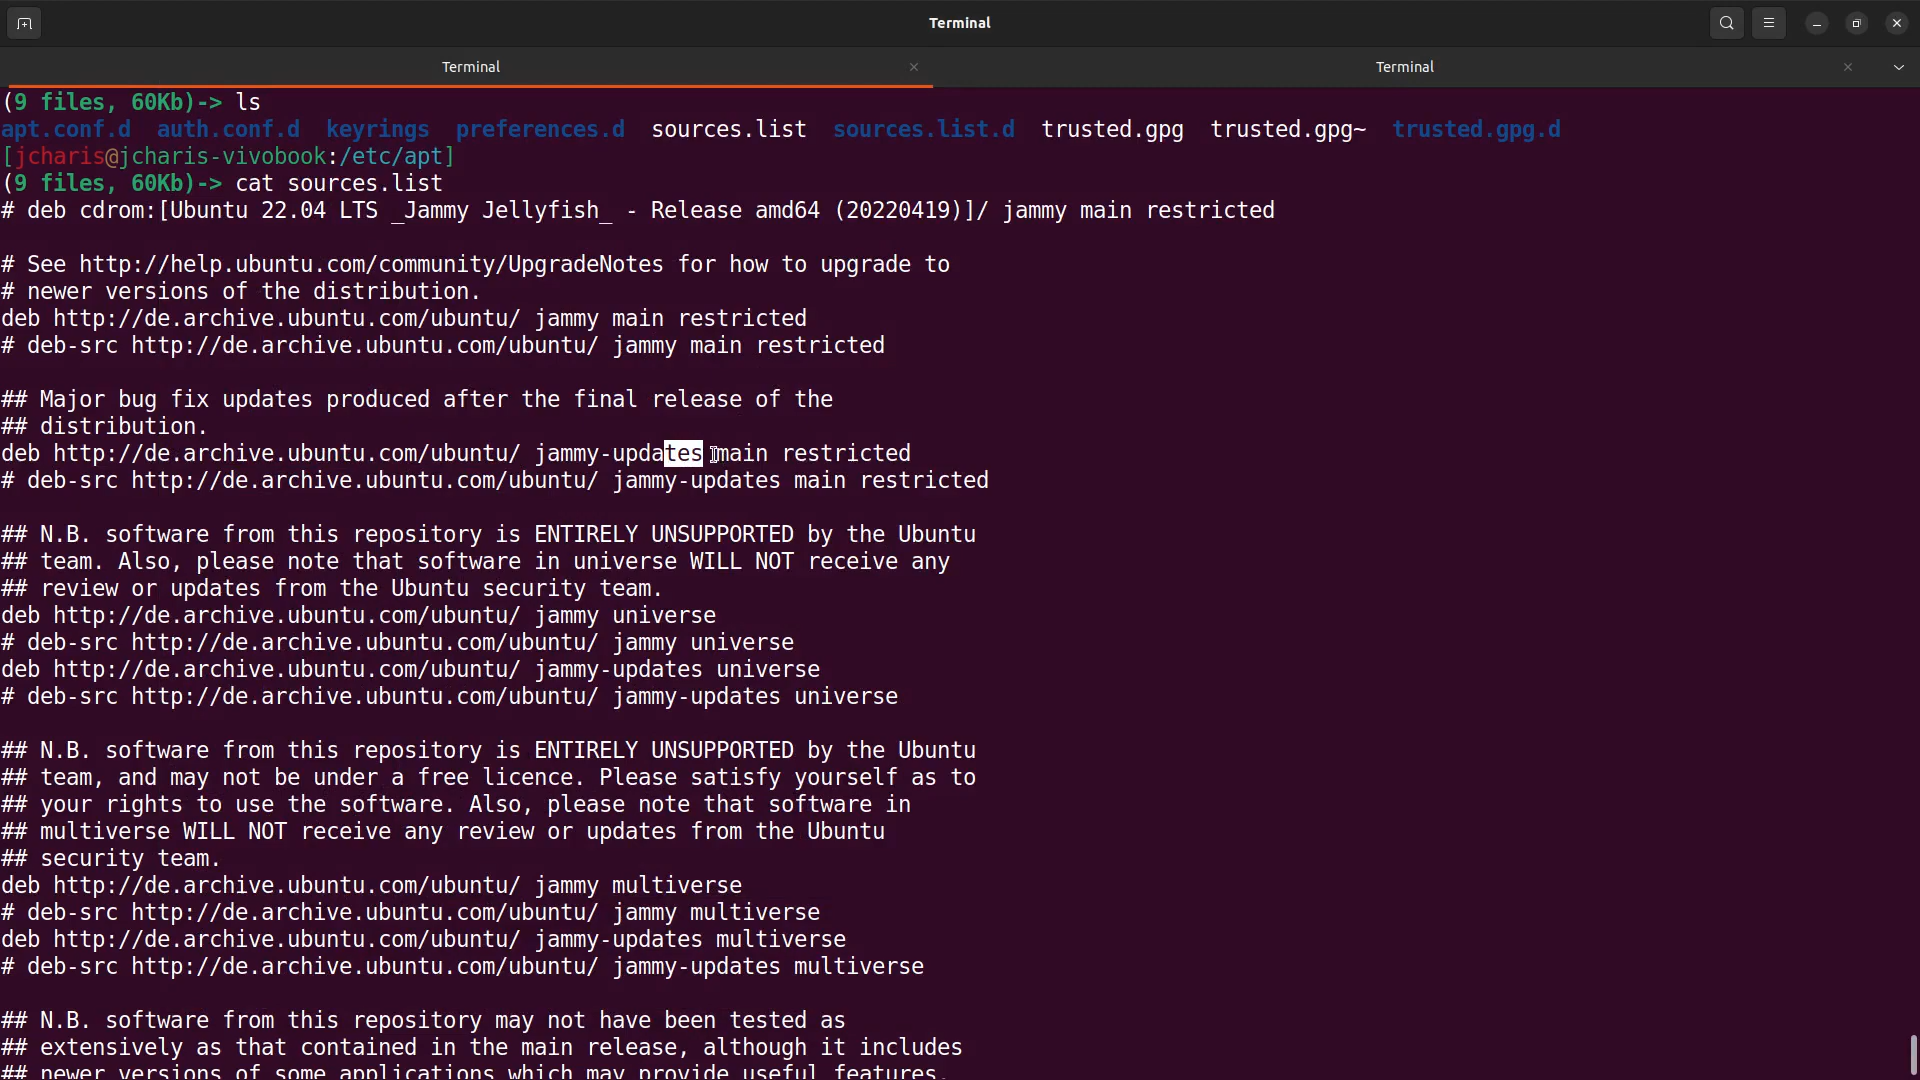 Terminal
Terminal Terminal
(9 files, 60Kb)-> ls
apt.conf.d  auth.conf.d  keyrings  preferences.d  sources.list  sources.list.d  trusted.gpg  trusted.gpg~  trusted.gpg.d
[jcharis@jcharis-vivobook:/etc/apt]
(9 files, 60Kb)-> cat sources.list
# deb cdrom:[Ubuntu 22.04 LTS _Jammy Jellyfish_ - Release amd64 (20220419)]/ jammy main restricted
# See http://help.ubuntu.com/community/UpgradeNotes for how to upgrade to
# newer versions of the distribution.
deb http://de.archive.ubuntu.com/ubuntu/ jammy main restricted
# deb-src http://de.archive.ubuntu.com/ubuntu/ jammy main restricted
## Major bug fix updates produced after the final release of the
## distribution.
deb http://de.archive.ubuntu.com/ubuntu/ jammy-updates main restricted
# deb-src http://de.archive.ubuntu.com/ubuntu/ jammy-updates main restricted
## N.B. software from this repository is ENTIRELY UNSUPPORTED by the Ubuntu
## team. Also, please note that software in universe WILL NOT receive any
## review or updates from the Ubuntu security team.
deb http://de.archive.ubuntu.com/ubuntu/ jammy universe
# deb-src http://de.archive.ubuntu.com/ubuntu/ jammy universe
deb http://de.archive.ubuntu.com/ubuntu/ jammy-updates universe
# deb-src http://de.archive.ubuntu.com/ubuntu/ jammy-updates universe
## N.B. software from this repository is ENTIRELY UNSUPPORTED by the Ubuntu
## team, and may not be under a free licence. Please satisfy yourself as to
## your rights to use the software. Also, please note that software in
## multiverse WILL NOT receive any review or updates from the Ubuntu
## security team.
deb http://de.archive.ubuntu.com/ubuntu/ jammy multiverse
# deb-src http://de.archive.ubuntu.com/ubuntu/ jammy multiverse
deb http://de.archive.ubuntu.com/ubuntu/ jammy-updates multiverse
# deb-src http://de.archive.ubuntu.com/ubuntu/ jammy-updates multiverse
## N.B. software from this repository may not have been tested as
## extensively as that contained in the main release, although it includes
## newer versions of some applications which may provide useful features.